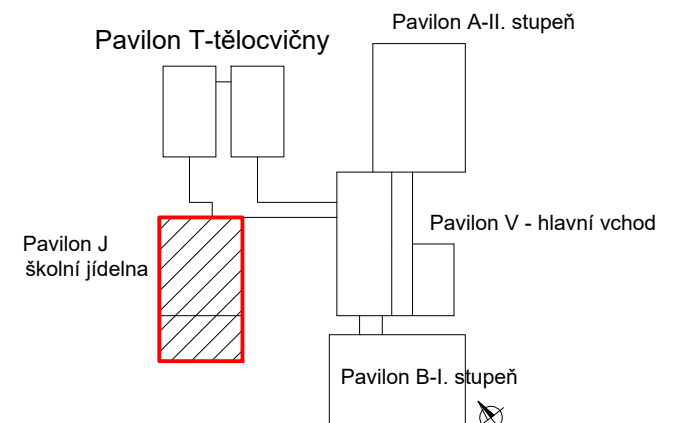 Pavilon A-II. stupeň
Pavilon T-tělocvičny
Pavilon V - hlavní vchod
Pavilon J
školní jídelna
Pavilon B-I. stupeň